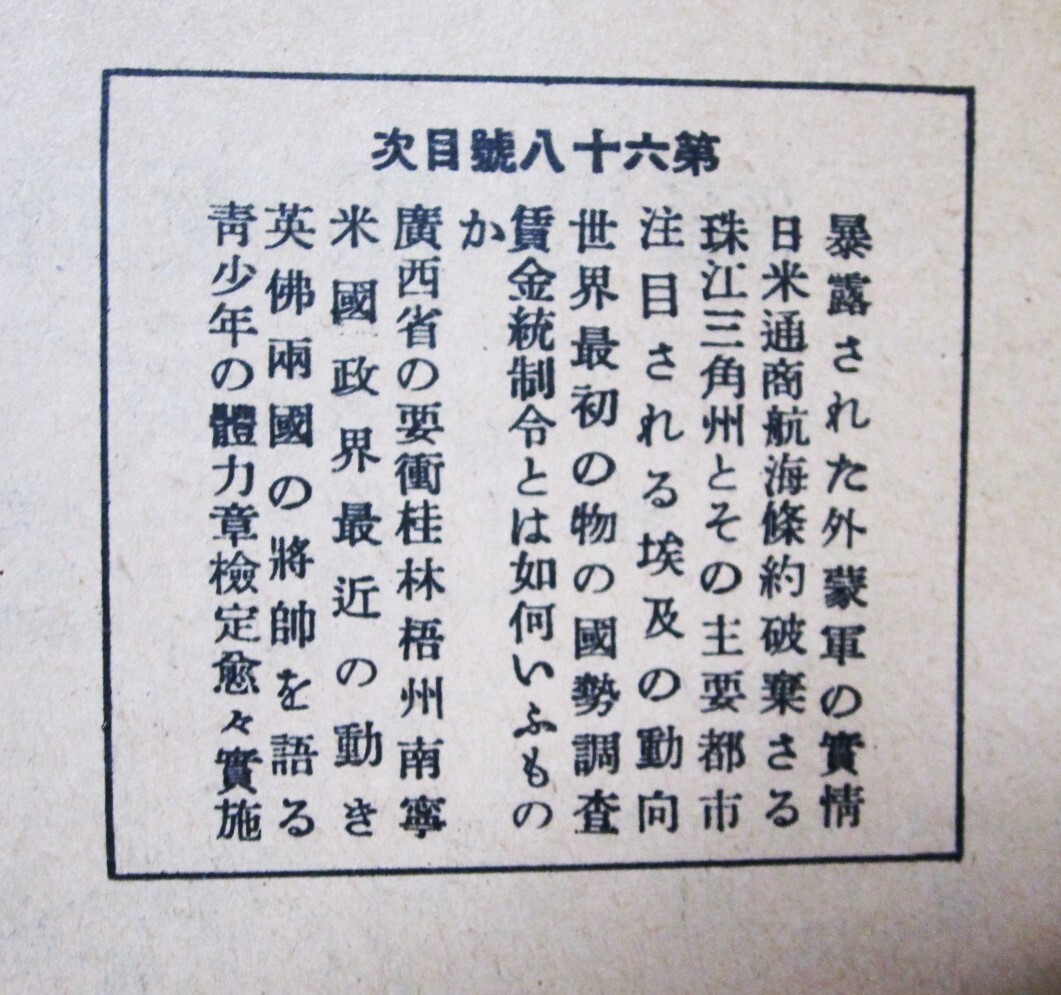 第六十八號目次
暴露された外蒙軍の實情
日米通商航海條約破棄さる
珠江三角州とその主要都市
注目される埃及の動向
世界最初の物の國勢調査
賃金統制令とは如何いふもの
か
廣西省の要衝桂林梧州南寧
米國政界最近の動き
英佛兩國の將帥を語る
靑少年の體力章檢定愈々實施